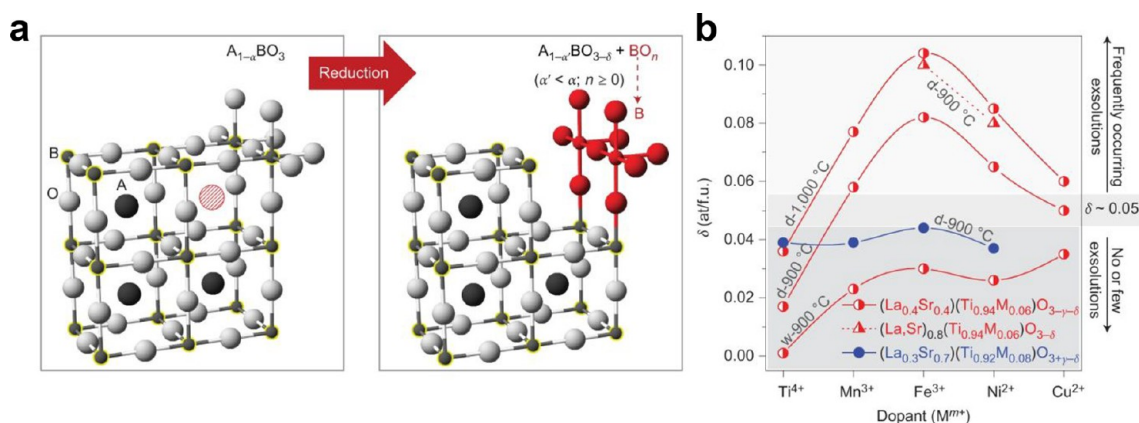 a
A₁₋αBO₃
Reduction
A₁₋α′BO₃₋δ + BOₙ
(α′ < α; n ≥ 0)
B
B
A
O
b
δ (at/f.u.)
0.10
0.08
0.06
0.04
0.02
0.00
d-1,000 °C
d-900 °C
w-900 °C
d-900 °C
d-900 °C
(La₀.₄Sr₀.₄)(Ti₀.₉₄M₀.₀₆)O₃₋γ₋δ
(La,Sr)₀.₈(Ti₀.₉₄M₀.₀₆)O₃₋δ
(La₀.₃Sr₀.₇)(Ti₀.₉₂M₀.₀₈)O₃₊γ₋δ
Ti⁴⁺ Mn³⁺ Fe³⁺ Ni²⁺ Cu²⁺
Dopant (Mᵐ⁺)
Frequently occurring
exsolutions
δ ~ 0.05
No or few
exsolutions